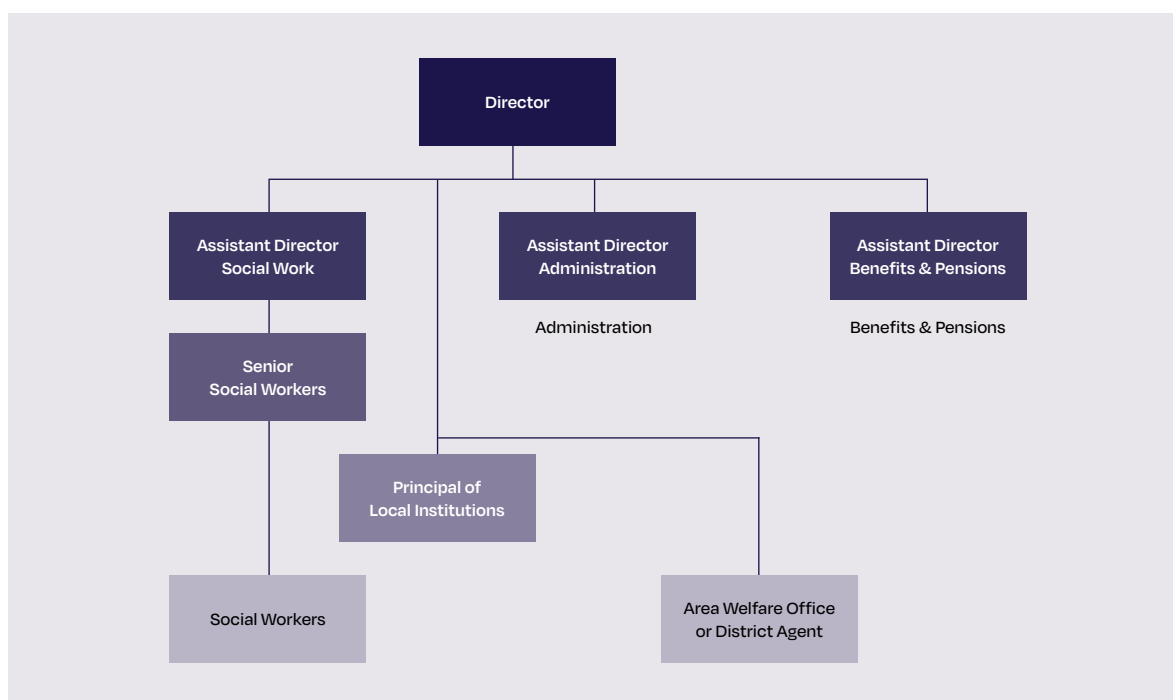 Director
Assistant Director
Social Work
Assistant Director
Administration
Assistant Director
Benefits & Pensions
Administration
Benefits & Pensions
Senior
Social Workers
Principal of
Local Institutions
Social Workers
Area Welfare Office
or District Agent